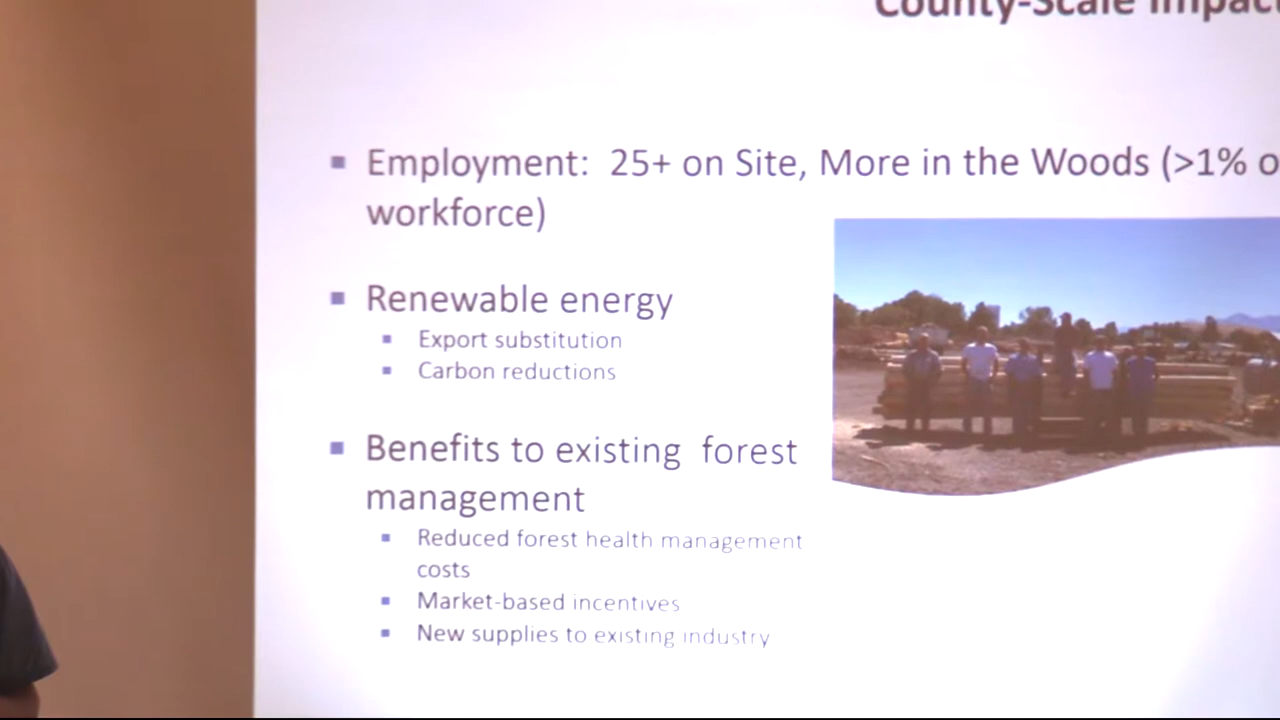 County-Scale Impact
Employment: 25+ on Site, More in the Woods (>1% o
workforce)
Renewable energy
Export substitution
Carbon reductions
Benefits to existing forest
management
Reduced forest health management
costs
Market-based incentives
New supplies to existing industry